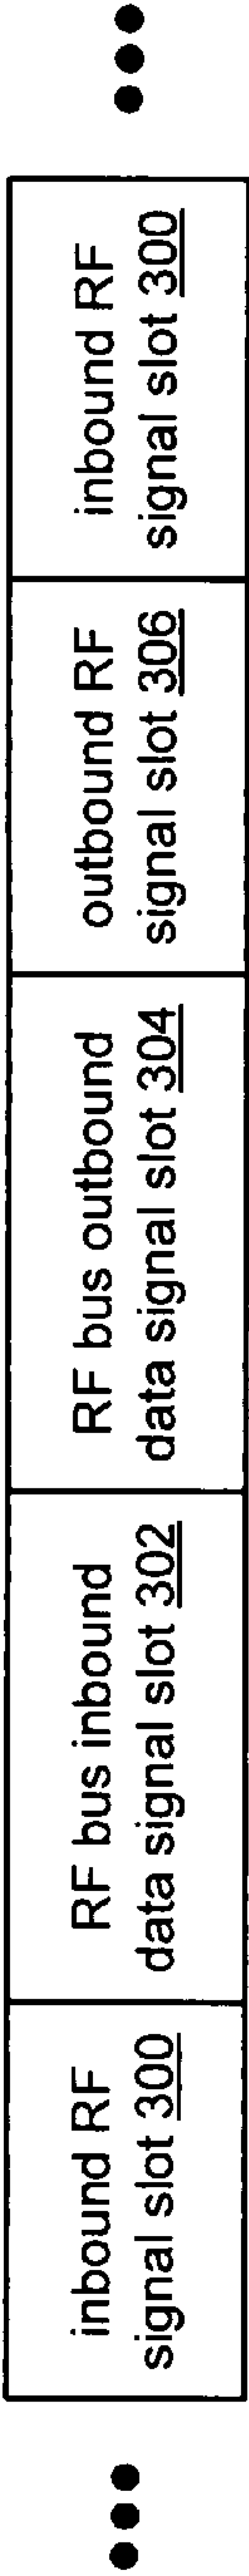 inbound RF
signal slot 300
RF bus inbound
data signal slot 302
RF bus outbound
data signal slot 304
outbound RF
signal slot 306
inbound RF
signal slot 300